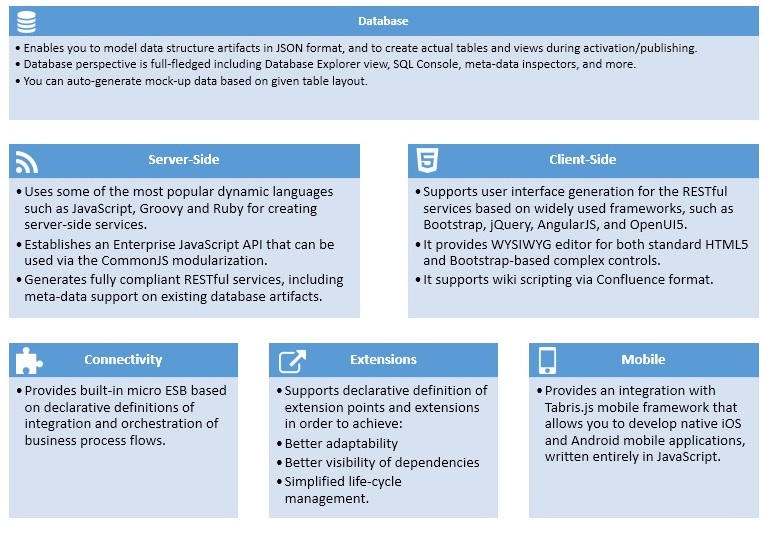 Database
• Enables you to model data structure artifacts in JSON format, and to create actual tables and views during activation/publishing.
• Database perspective is full-fledged including Database Explorer view, SQL Console, meta-data inspectors, and more.
• You can auto-generate mock-up data based on given table layout.
Server-Side
• Uses some of the most popular dynamic languages
such as JavaScript, Groovy and Ruby for creating
server-side services.
• Establishes an Enterprise JavaScript API that can be
used via the CommonJS modularization.
• Generates fully compliant RESTful services, including
meta-data support on existing database artifacts.
5
Client-Side
• Supports user interface generation for the RESTful
services based on widely used frameworks, such as
Bootstrap, jQuery, AngularJS, and OpenUI5.
• It provides WYSIWYG editor for both standard HTML5
and Bootstrap-based complex controls.
• It supports wiki scripting via Confluence format.
Connectivity
• Provides built-in micro ESB based
on declarative definitions of
integration and orchestration of
business process flows.
Extensions
• Supports declarative definition of
extension points and extensions
in order to achieve:
• Better adaptability
• Better visibility of dependencies
• Simplified life-cycle
management.
Mobile
• Provides an integration with
Tabris.js mobile framework that
allows you to develop native iOS
and Android mobile applications,
written entirely in JavaScript.